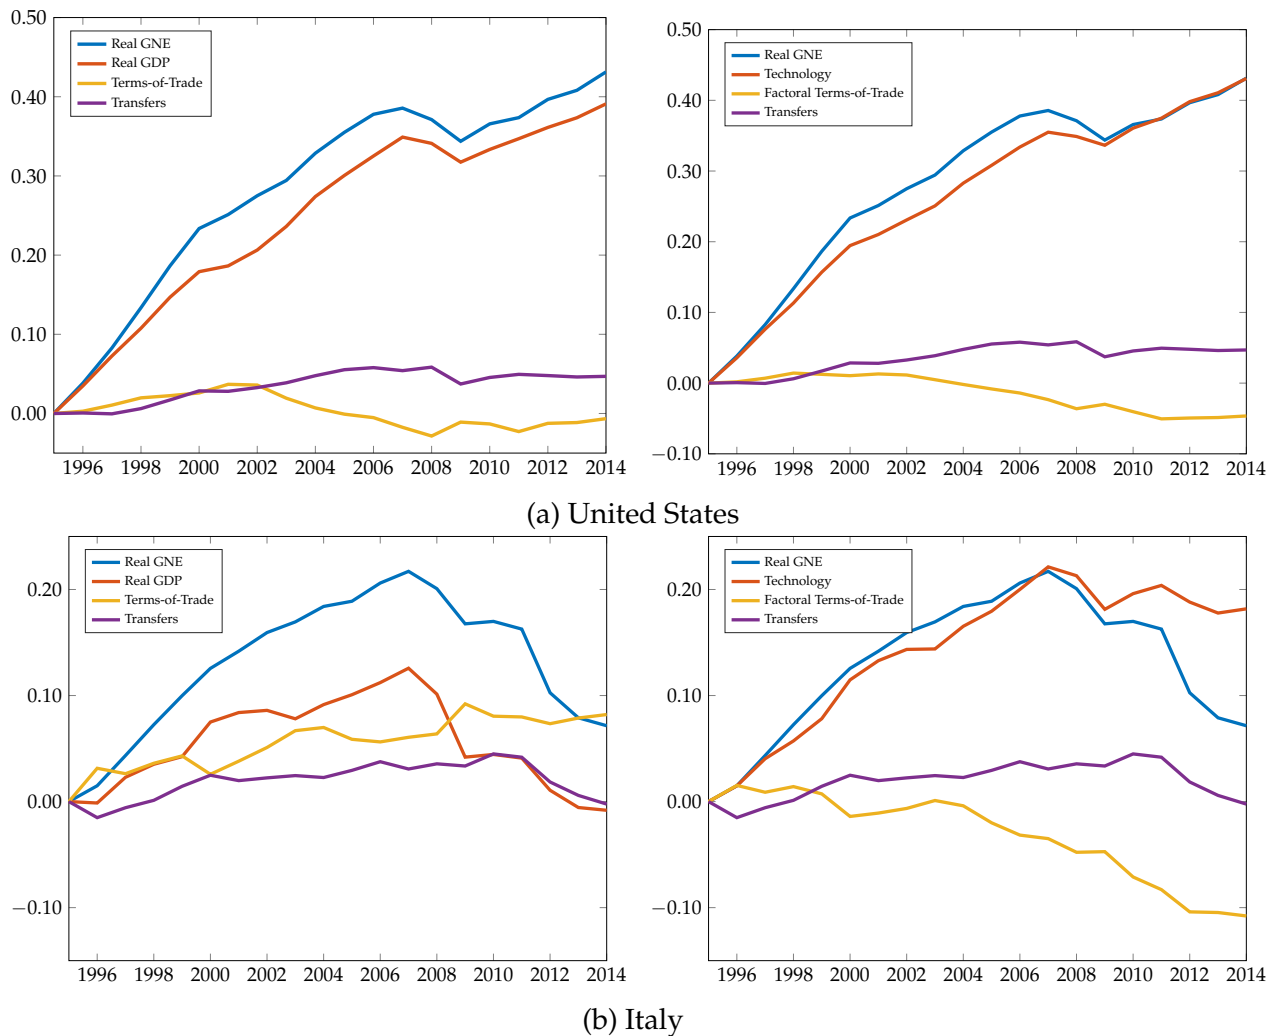 0.50
0.40
0.30
0.20
0.10
0.00
Real GNE
Real GDP
Terms-of-Trade
Transfers
1996 1998 2000 2002 2004 2006 2008 2010 2012 2014
0.50
0.40
0.30
0.20
0.10
0.00
−0.10
Real GNE
Technology
Factoral Terms-of-Trade
Transfers
1996 1998 2000 2002 2004 2006 2008 2010 2012 2014
(a) United States
0.20
0.10
0.00
−0.10
Real GNE
Real GDP
Terms-of-Trade
Transfers
1996 1998 2000 2002 2004 2006 2008 2010 2012 2014
0.20
0.10
0.00
−0.10
Real GNE
Technology
Factoral Terms-of-Trade
Transfers
1996 1998 2000 2002 2004 2006 2008 2010 2012 2014
(b) Italy